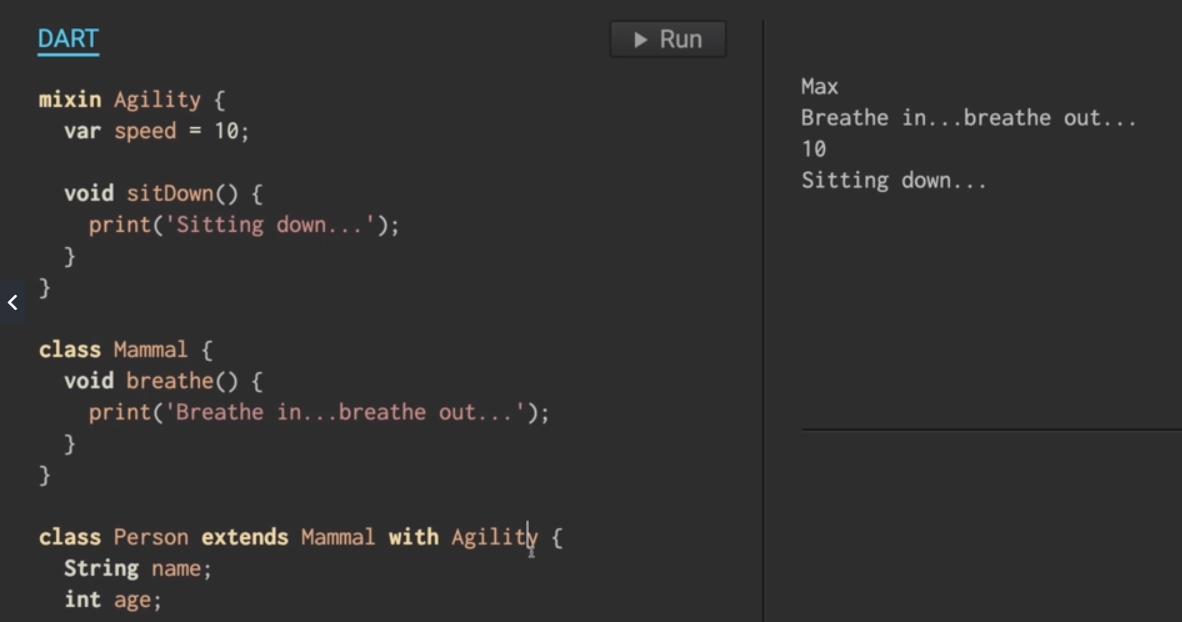 DART
Run
mixin Agility {
  var speed = 10;

  void sitDown() {
    print('Sitting down...');
  }
}

class Mammal {
  void breathe() {
    print('Breathe in...breathe out...');
  }
}

class Person extends Mammal with Agility {
  String name;
  int age;
Max
Breathe in...breathe out...
10
Sitting down...